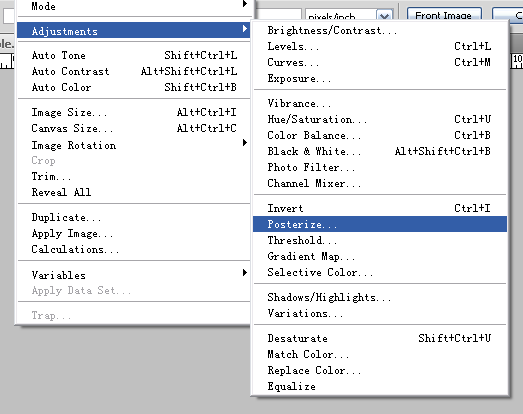 Mode
pixels/inch
Front Image
Adjustments
Auto Tone Shift+Ctrl+L
Auto Contrast Alt+Shift+Ctrl+L
Auto Color Shift+Ctrl+B
Image Size... Alt+Ctrl+I
Canvas Size... Alt+Ctrl+C
Image Rotation
Crop
Trim...
Reveal All
Duplicate...
Apply Image...
Calculations...
Variables
Apply Data Set...
Trap...
Brightness/Contrast...
Levels... Ctrl+L
Curves... Ctrl+M
Exposure...
Vibrance...
Hue/Saturation... Ctrl+U
Color Balance... Ctrl+B
Black & White... Alt+Shift+Ctrl+B
Photo Filter...
Channel Mixer...
Invert Ctrl+I
Posterize...
Threshold...
Gradient Map...
Selective Color...
Shadows/Highlights...
Variations...
Desaturate Shift+Ctrl+U
Match Color...
Replace Color...
Equalize